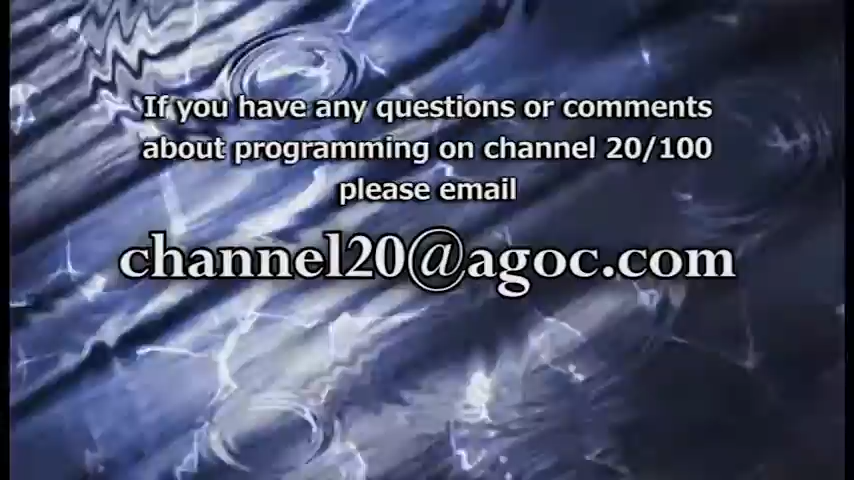 If you have any questions or comments
about programming on channel 20/100
please email
channel20@agoc.com